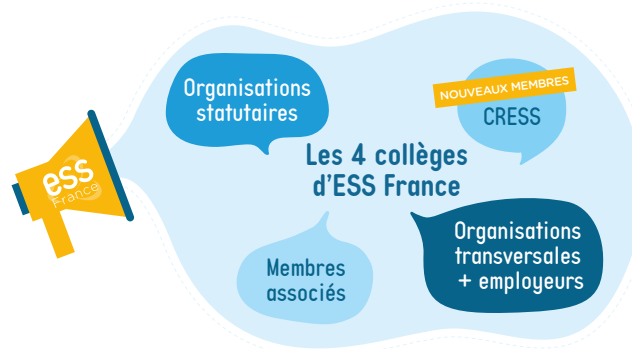 Organisations
statutaires
NOUVEAUX MEMBRES
CRESS
Les 4 collèges
d'ESS France
ess
France
Membres
associés
Organisations
transversales
+ employeurs